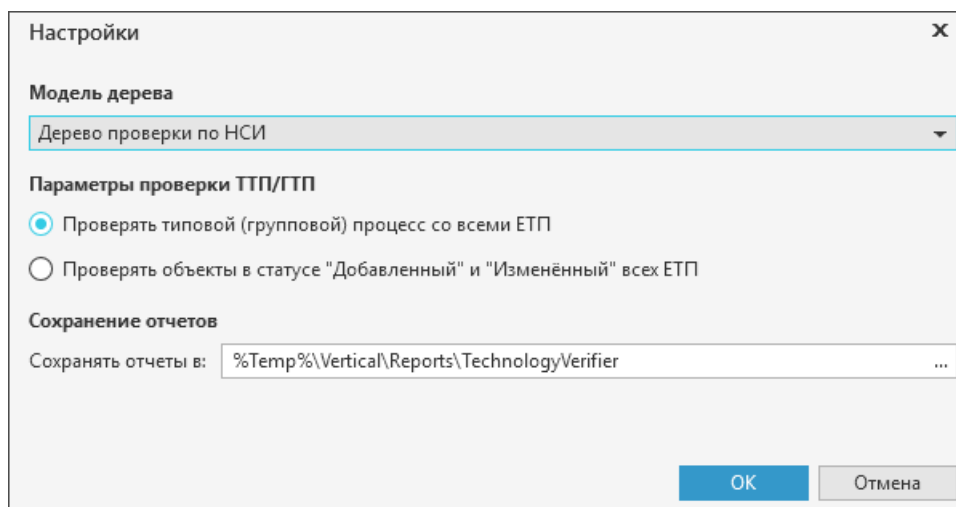 Настройки
x
Модель дерева
Дерево проверки по НСИ
Параметры проверки ТТП/ГТП
Проверять типовой (групповой) процесс со всеми ЕТП
Проверять объекты в статусе "Добавленный" и "Изменённый" всех ЕТП
Сохранение отчетов
Сохранять отчеты в: %Temp%\Vertical\Reports\TechnologyVerifier ...
ОК Отмена